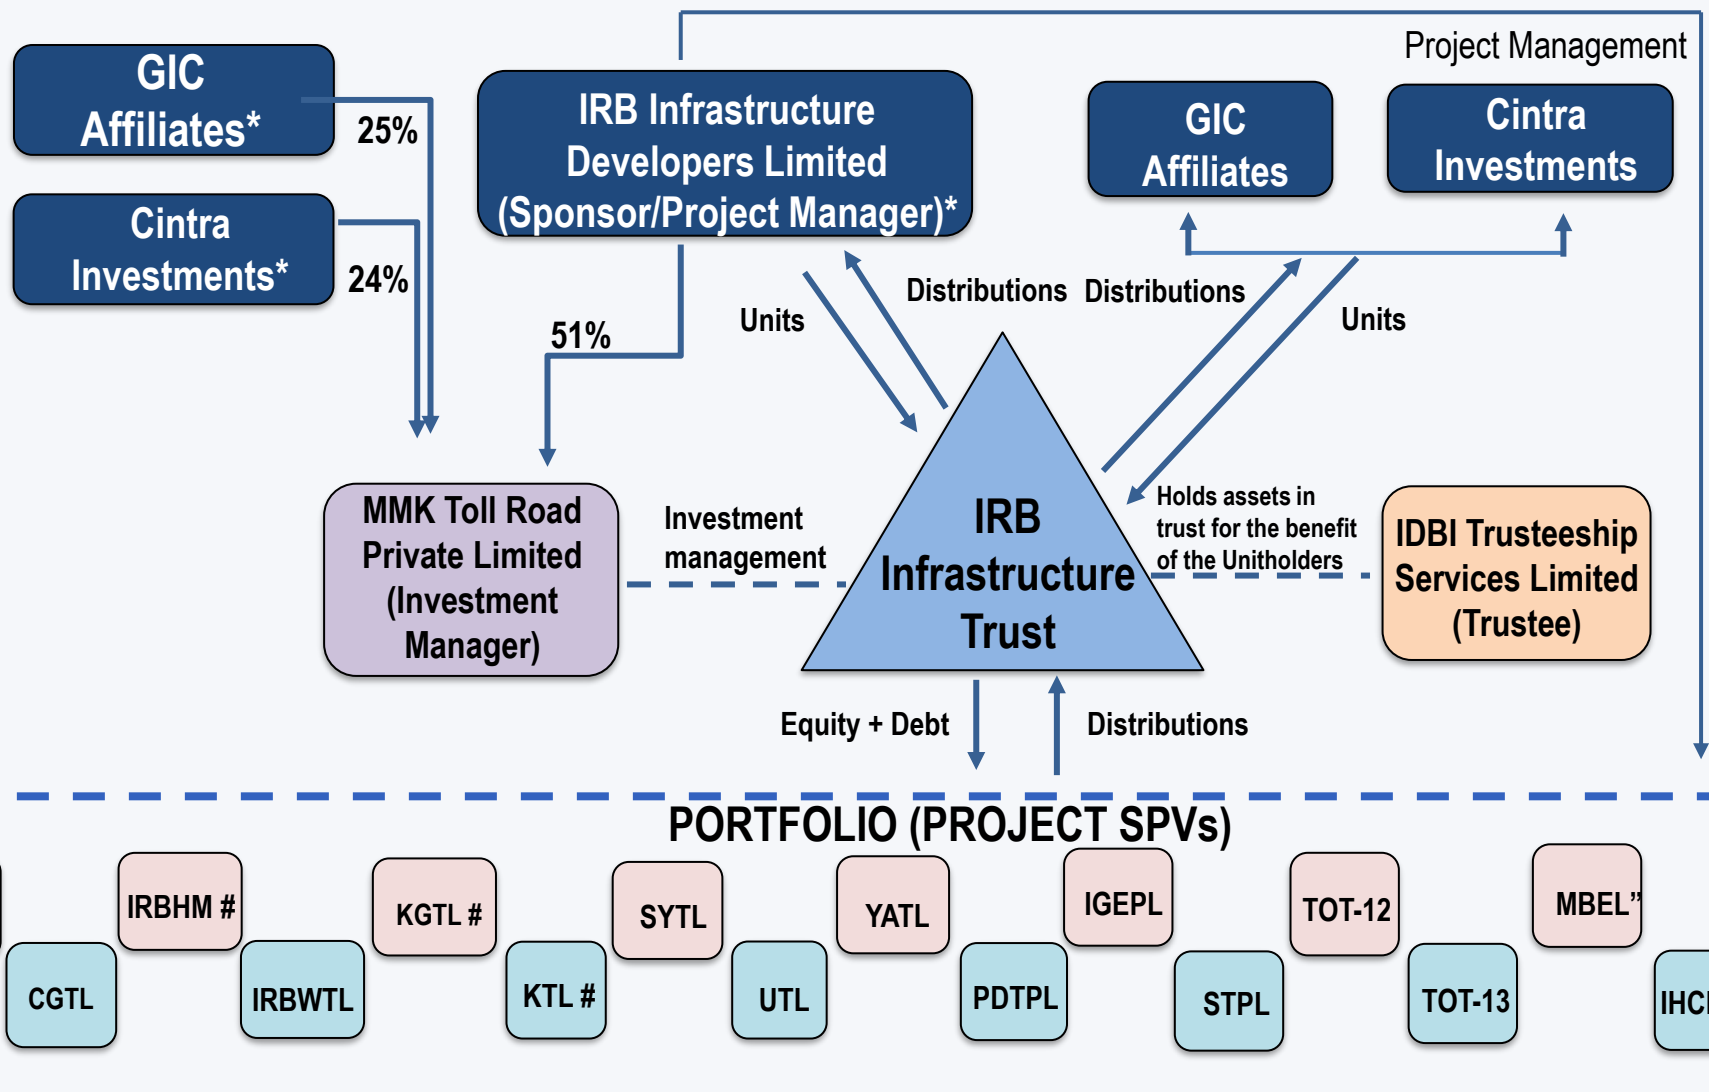 Project Management
GIC
Affiliates*
25%
IRB Infrastructure
Developers Limited
(Sponsor/Project Manager)*
GIC
Affiliates
Cintra
Investments
Cintra
Investments*
24%
51%
Units
Distributions
Distributions
Units
MMK Toll Road
Private Limited
(Investment
Manager)
Investment
management
IRB
Infrastructure
Trust
Holds assets in
trust for the benefit
of the Unitholders
IDBI Trusteeship
Services Limited
(Trustee)
Equity + Debt
Distributions
PORTFOLIO (PROJECT SPVs)
IRBHM #
KGTL #
SYTL
YATL
IGEPL
TOT-12
MBEL”
CGTL
IRBWTL
KTL #
UTL
PDTPL
STPL
TOT-13